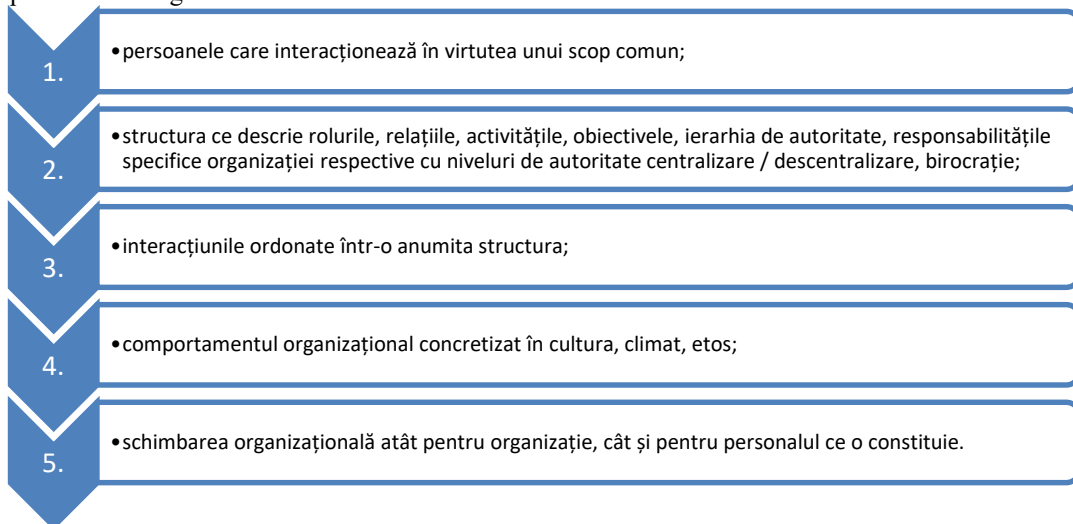 1.
•persoanele care interacționează în virtutea unui scop comun;
2.
•structura ce descrie rolurile, relațiile, activitățile, obiectivele, ierarhia de autoritate, responsabilitățile
specifice organizației respective cu niveluri de autoritate centralizare / descentralizare, birocrație;
3.
•interacțiunile ordonate într-o anumita structura;
4.
•comportamentul organizațional concretizat în cultura, climat, etos;
5.
•schimbarea organizațională atât pentru organizație, cât și pentru personalul ce o constituie.